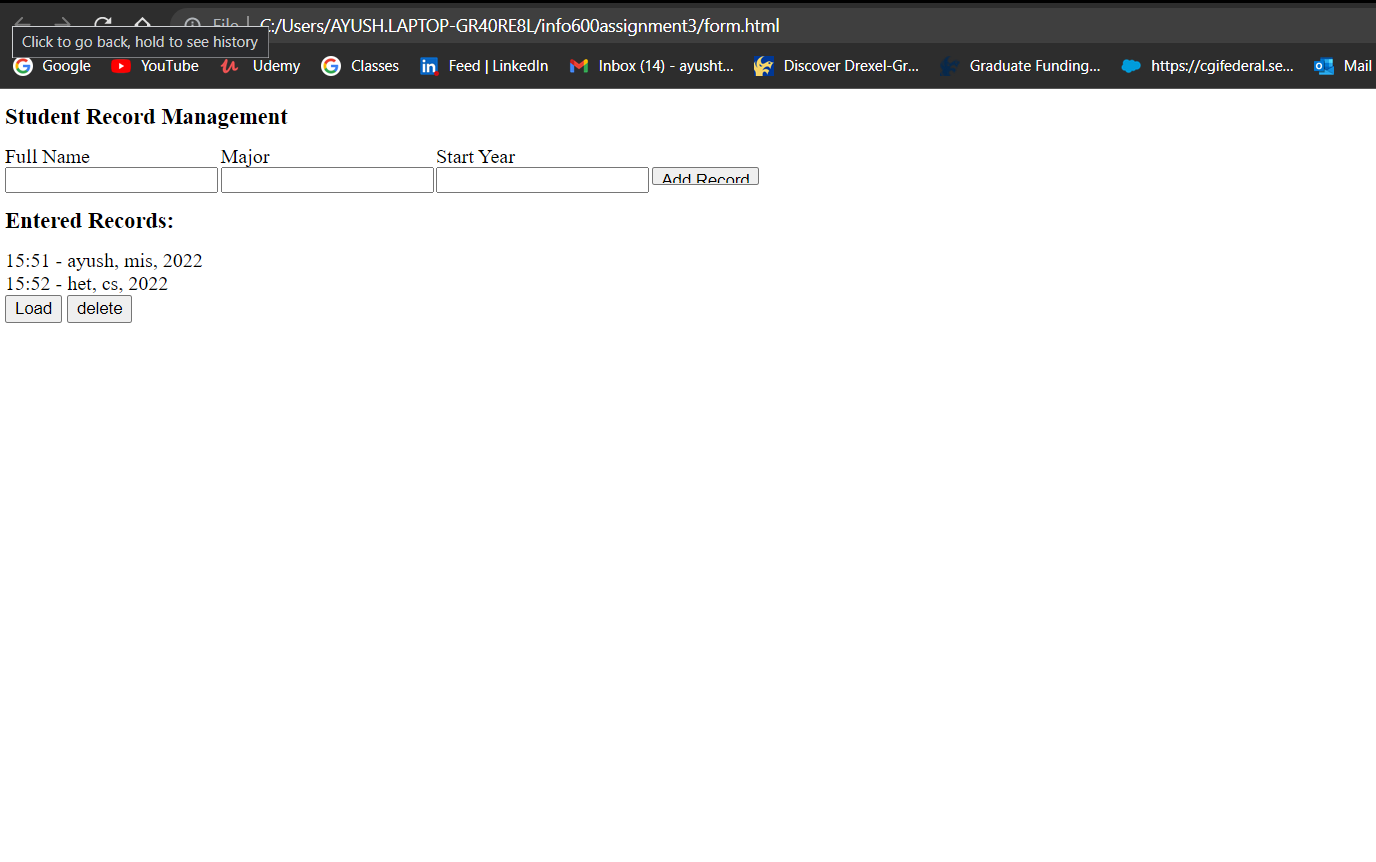 File | C:/Users/AYUSH.LAPTOP-GR40RE8L/info600assignment3/form.html
Click to go back, hold to see history
Google YouTube Udemy Classes Feed | LinkedIn Inbox (14) - ayusht... Discover Drexel-Gr... Graduate Funding... https://cgifederal.se... Mail
Student Record Management
Full Name Major Start Year
Add Record
Entered Records:
15:51 - ayush, mis, 2022
15:52 - het, cs, 2022
Load delete